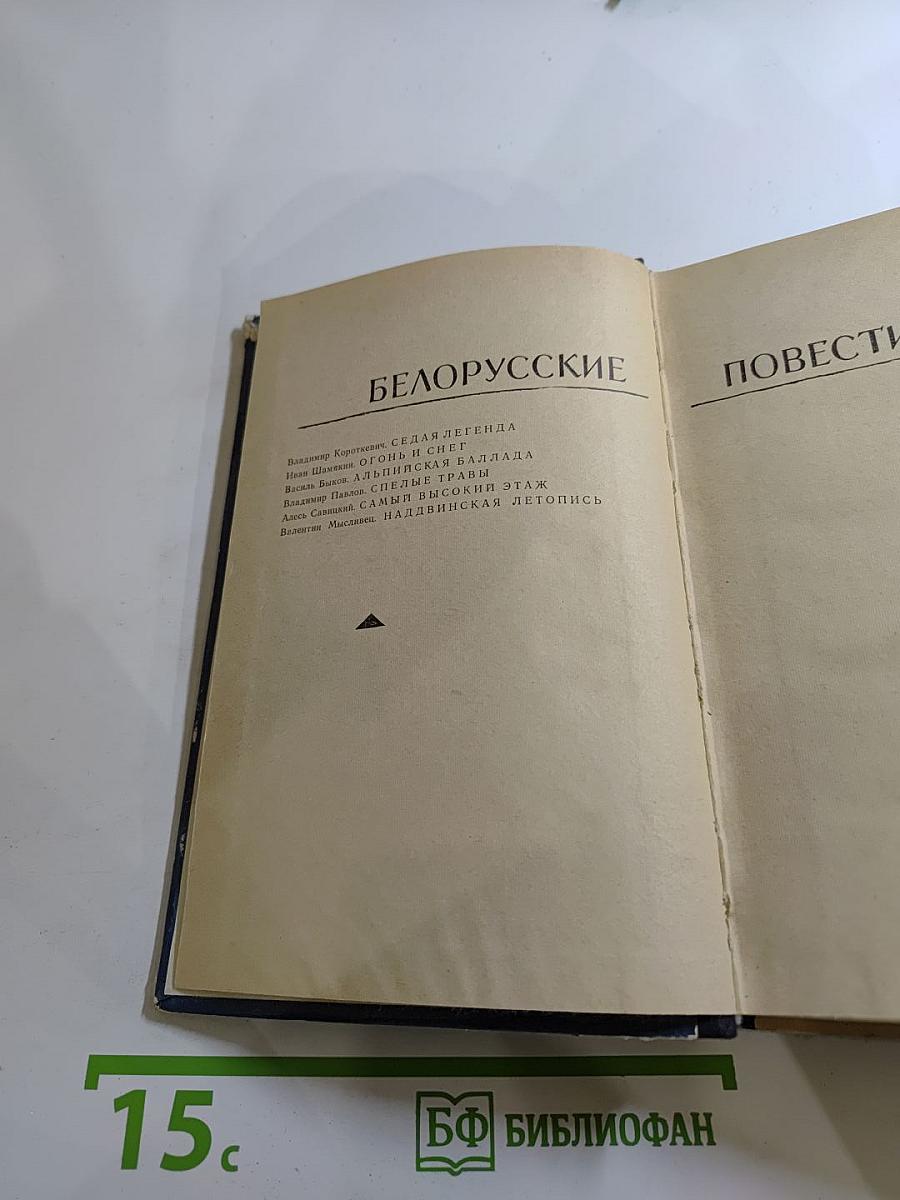 БЕЛОРУССКИЕ
Владимир Короткевич. СЕДАЯ ЛЕГЕНДА
Иван Шамякин. ОГОНЬ И СНЕГ
Василь Быков. АЛЬПИЙСКАЯ БАЛЛАДА
Владимир Павлов. СПЕЛЫЕ ТРАВЫ
Алесь Савицкий. САМЫЙ ВЫСОКИЙ ЭТАЖ
Валентин Мысливец. НАДДВИНСКАЯ ЛЕТОПИСЬ
ПОВЕСТИ
15 с
БФ БИБЛИОФАН